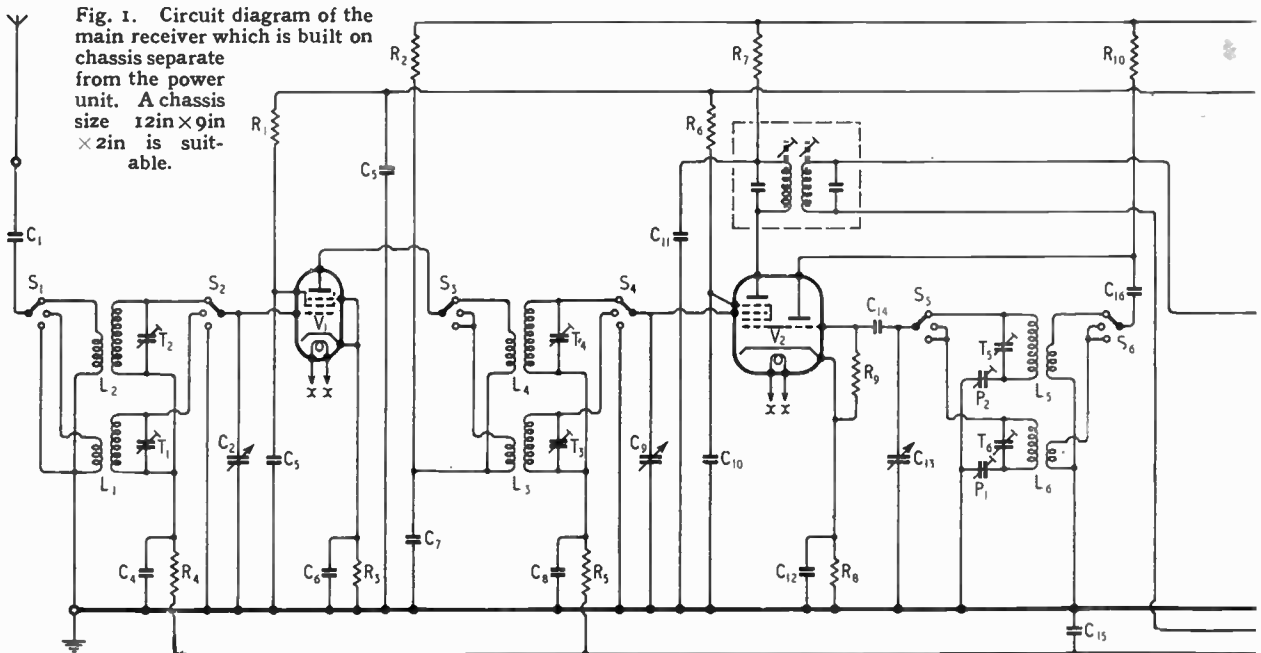 Fig. 1. Circuit diagram of the
main receiver which is built on
chassis separate
from the power
unit. A chassis
size 12in × 9in
× 2in is suit-
able.
R2
R7
R10
R1
C5
R6
C11
C1
S1
S2
S3
S4
C14
S5
C16
S6
V1
V2
T2
T4
T5
L2
L4
R9
P2
L5
T1
C2
C5
T3
C9
C10
C13
T6
L1
L3
P1
L6
C7
C4
R4
C6
R3
C8
R5
C12
R8
x x
x x
C15